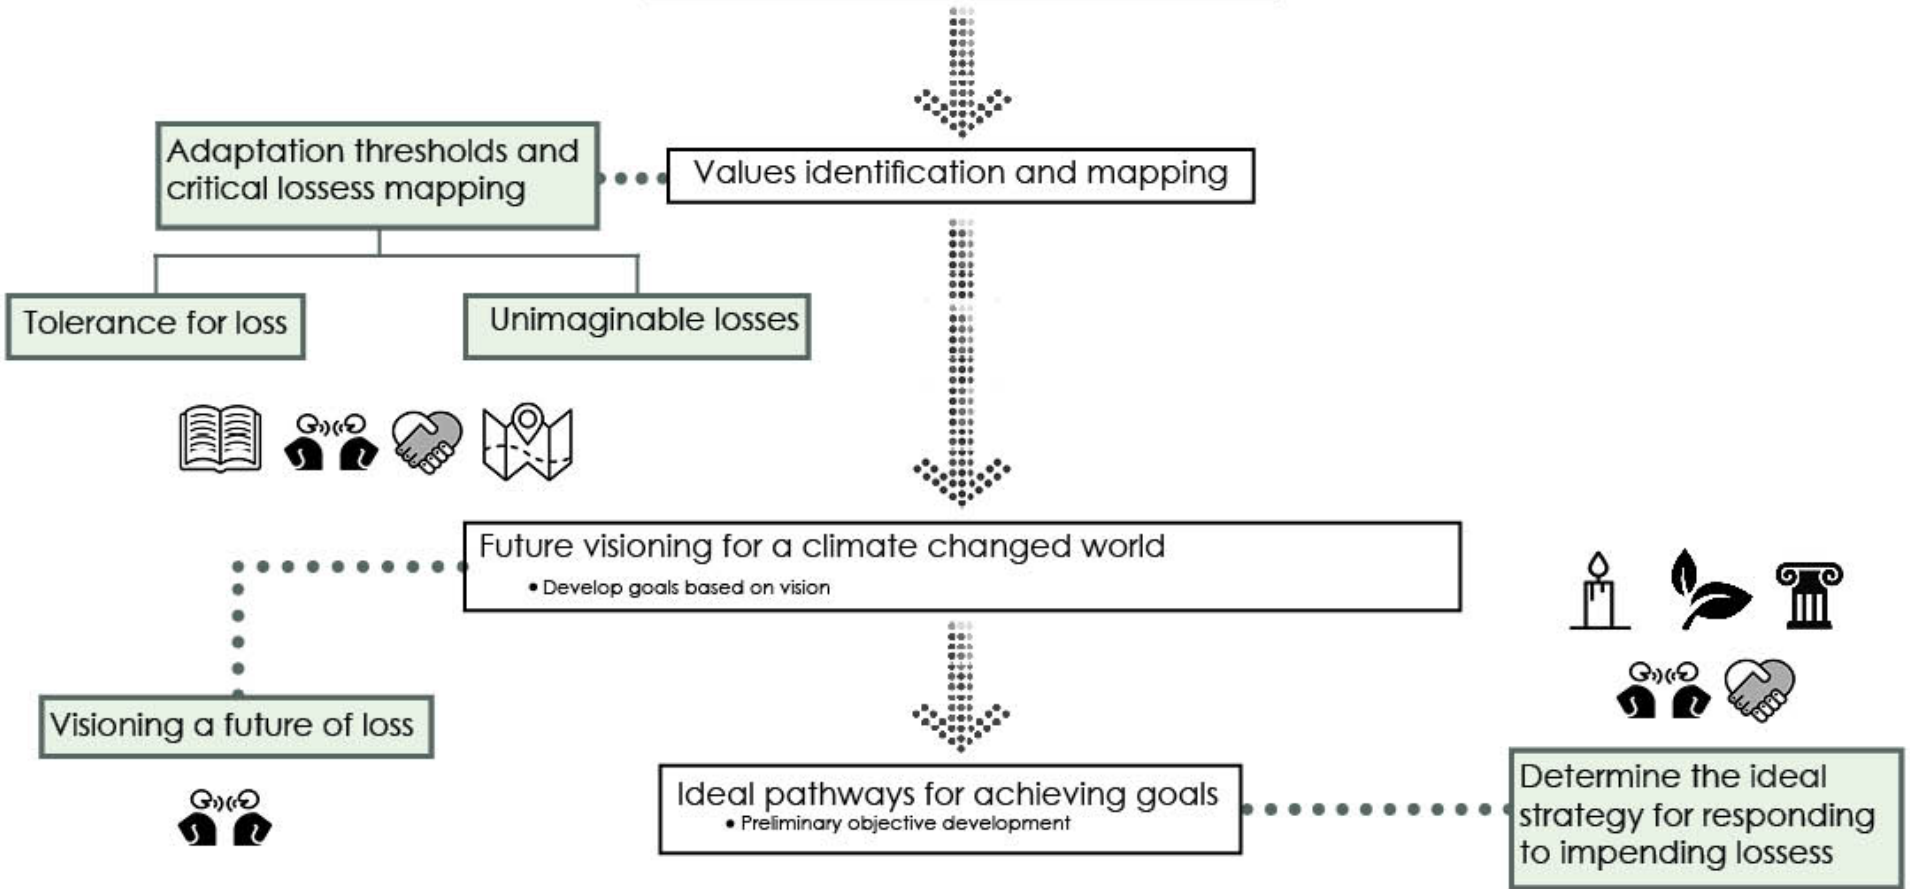 Adaptation thresholds and
critical lossess mapping
Values identification and mapping
Tolerance for loss
Unimaginable losses
Future visioning for a climate changed world
• Develop goals based on vision
Visioning a future of loss
Ideal pathways for achieving goals
• Preliminary objective development
Determine the ideal
strategy for responding
to impending lossess